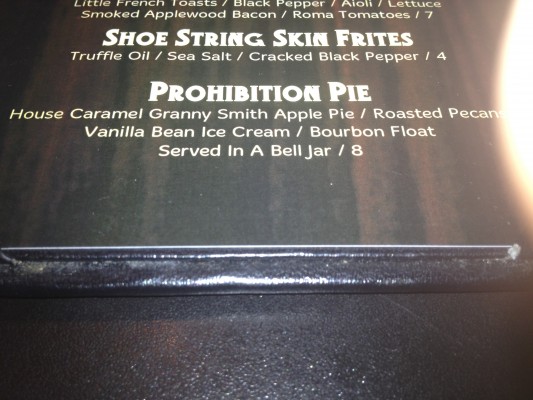 Little French Toasts / Black Pepper / Aioli / Lettuce
Smoked Applewood Bacon / Roma Tomatoes / 7
SHOE STRING SKIN FRITES
Truffle Oil / Sea Salt / Cracked Black Pepper / 4
PROHIBITION PIE
House Caramel Granny Smith Apple Pie / Roasted Pecans
Vanilla Bean Ice Cream / Bourbon Float
Served In A Bell Jar / 8